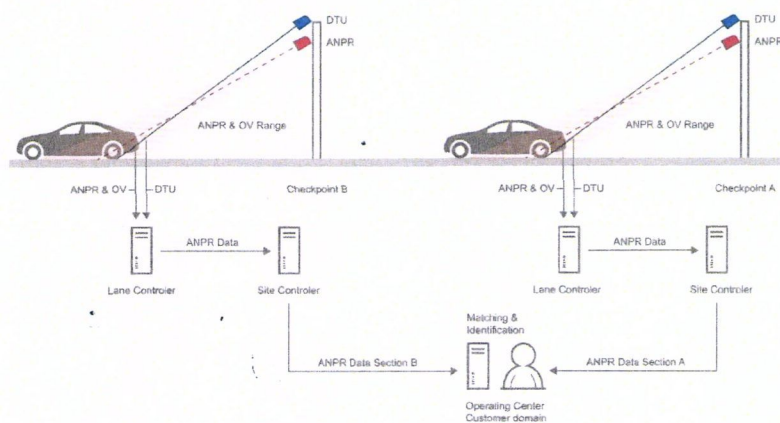 DTU
ANPR
ANPR & OV Range
ANPR & OV
DTU
Checkpoint B
Lane Controler
ANPR Data
Site Controler
DTU
ANPR
ANPR & OV Range
ANPR & OV
DTU
Checkpoint A
Lane Controler
ANPR Data
Site Controler
Matching &
Identification
ANPR Data Section B
ANPR Data Section A
Operating Center
Customer domain